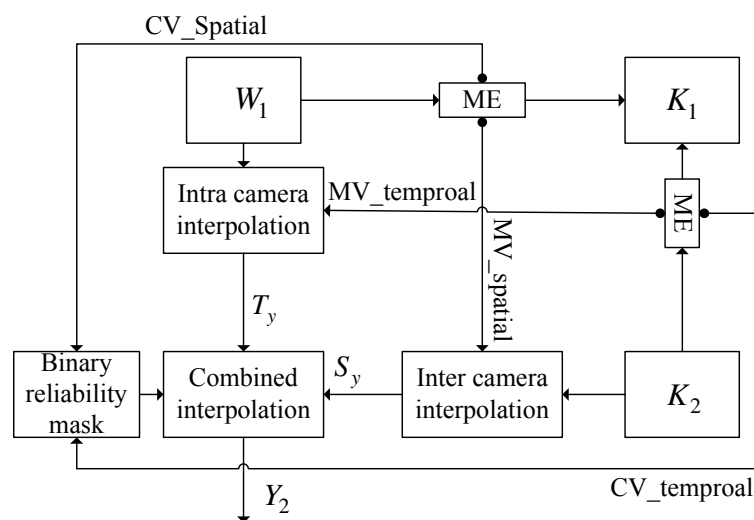 CV_Spatial
W1
ME
K1
Intra camera
interpolation
MV_temproal
ME
MV_spatial
Ty
Binary
reliability
mask
Combined
interpolation
Sy
Inter camera
interpolation
K2
Y2
CV_temproal